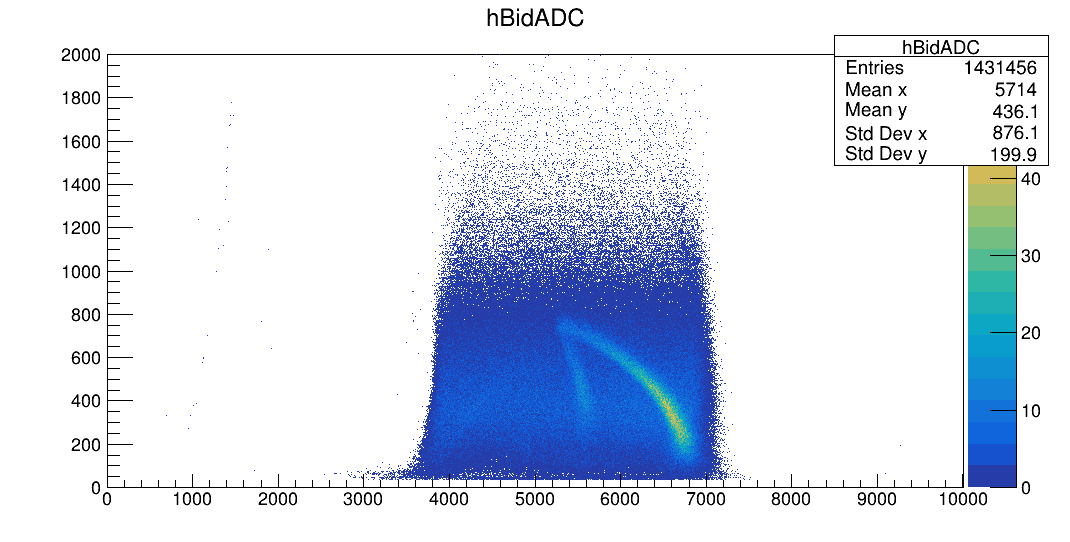 hBidADC
hBidADC
Entries 1431456
Mean x 5714
Mean y 436.1
Std Dev x 876.1
Std Dev y 199.9
2000
1800
1600
1400
1200
1000
800
600
400
200
0
0 1000 2000 3000 4000 5000 6000 7000 8000 9000 10000
40
30
20
10
0